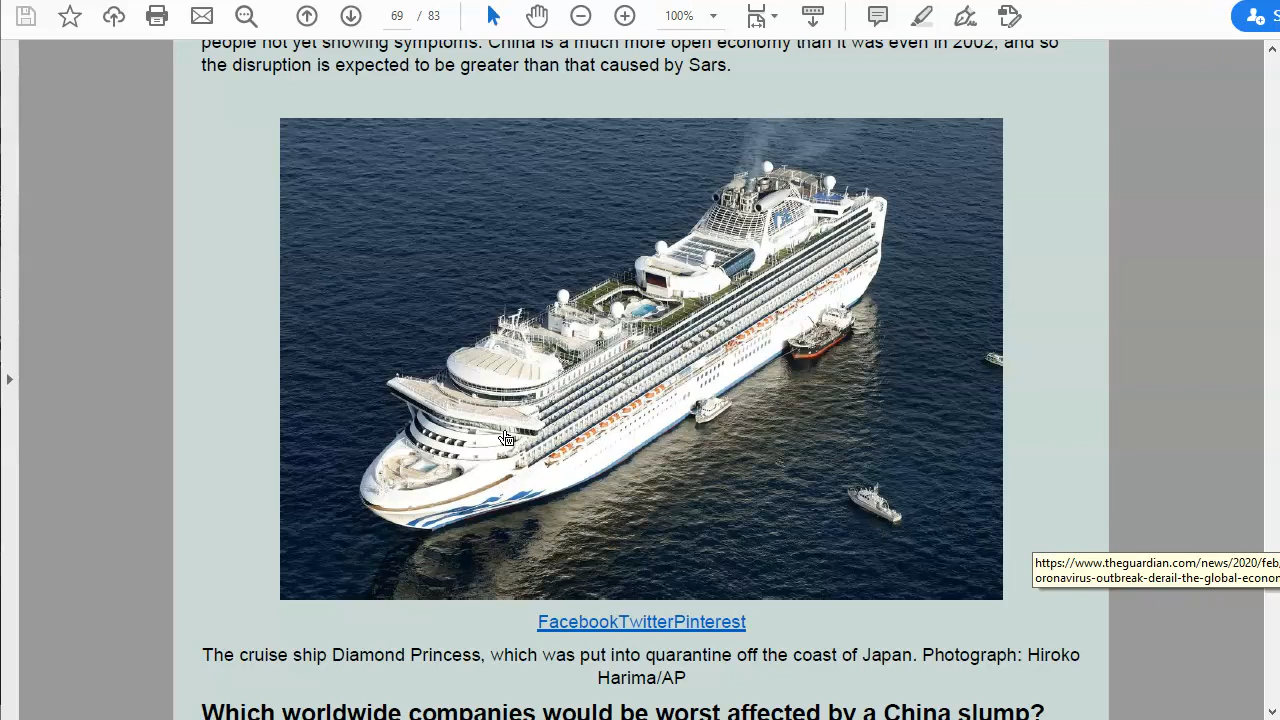 69 / 83
100%
S
people not yet showing symptoms. China is a much more open economy than it was even in 2002, and so
the disruption is expected to be greater than that caused by Sars.
https://www.theguardian.com/news/2020/feb/
oronavirus-outbreak-derail-the-global-econom
FacebookTwitterPinterest
The cruise ship Diamond Princess, which was put into quarantine off the coast of Japan. Photograph: Hiroko
Harima/AP
Which worldwide companies would be worst affected by a China slump?